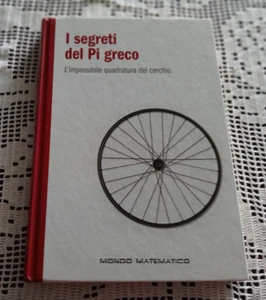 I segreti
del Pi greco
L'impossibile quadratura del cerchio
MONDO MATEMATICO